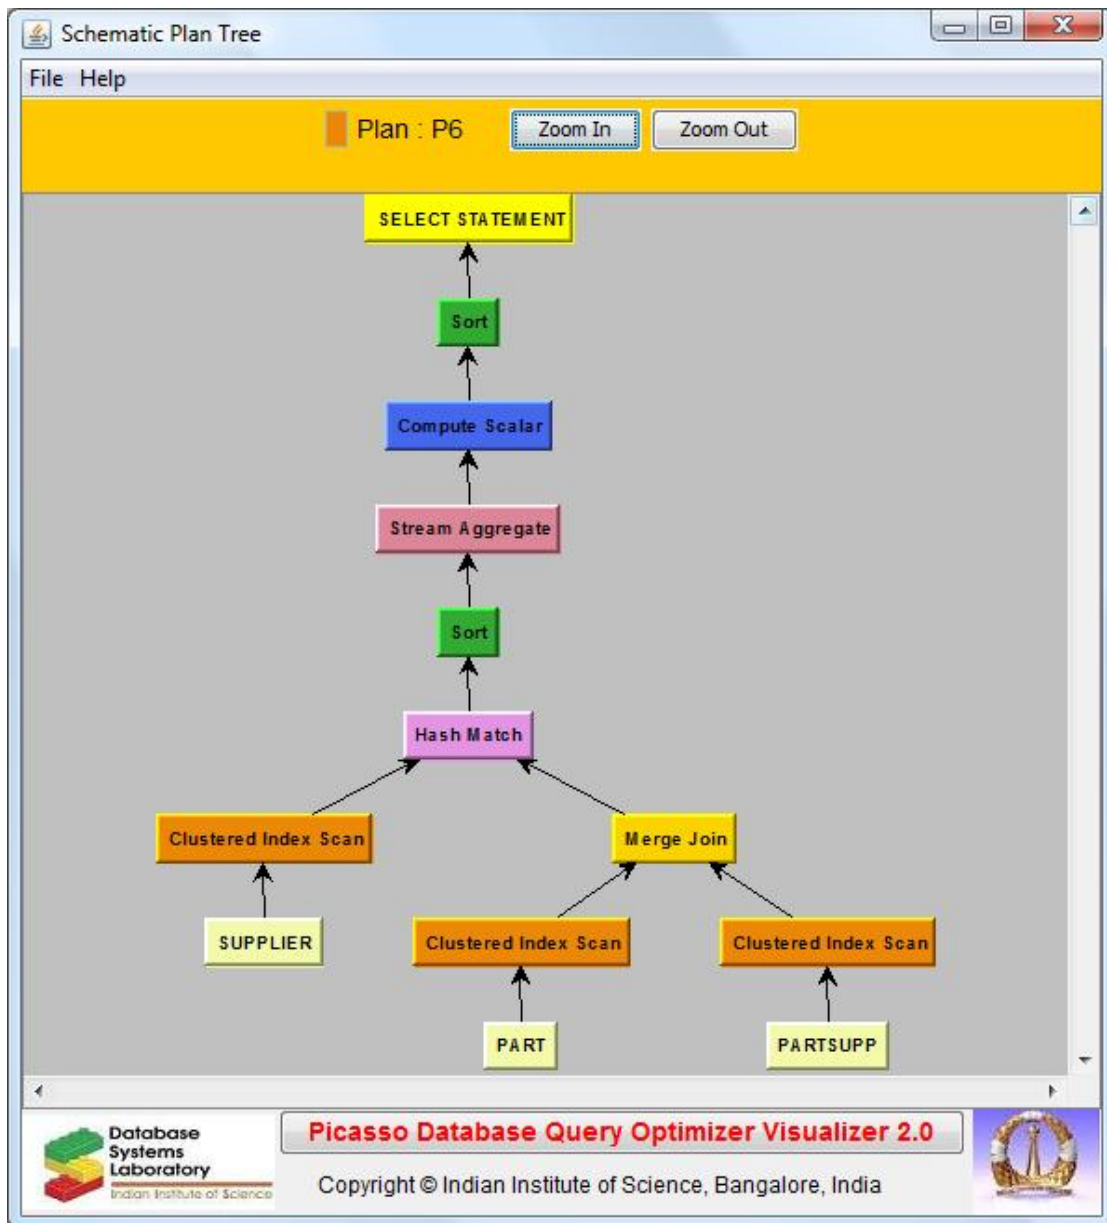 Schematic Plan Tree
File Help
Plan : P6 Zoom In Zoom Out
SELECT STATEMENT
Sort
Compute Scalar
Stream Aggregate
Sort
Hash Match
Clustered Index Scan Merge Join
SUPPLIER Clustered Index Scan Clustered Index Scan
PART PARTSUPP
Database
Systems
Laboratory
Indian Institute of Science
Picasso Database Query Optimizer Visualizer 2.0
Copyright © Indian Institute of Science, Bangalore, India